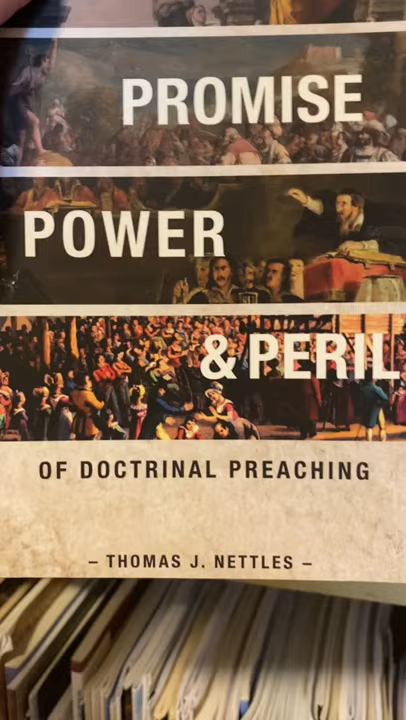 PROMISE
POWER
& PERIL
OF DOCTRINAL PREACHING
– THOMAS J. NETTLES –